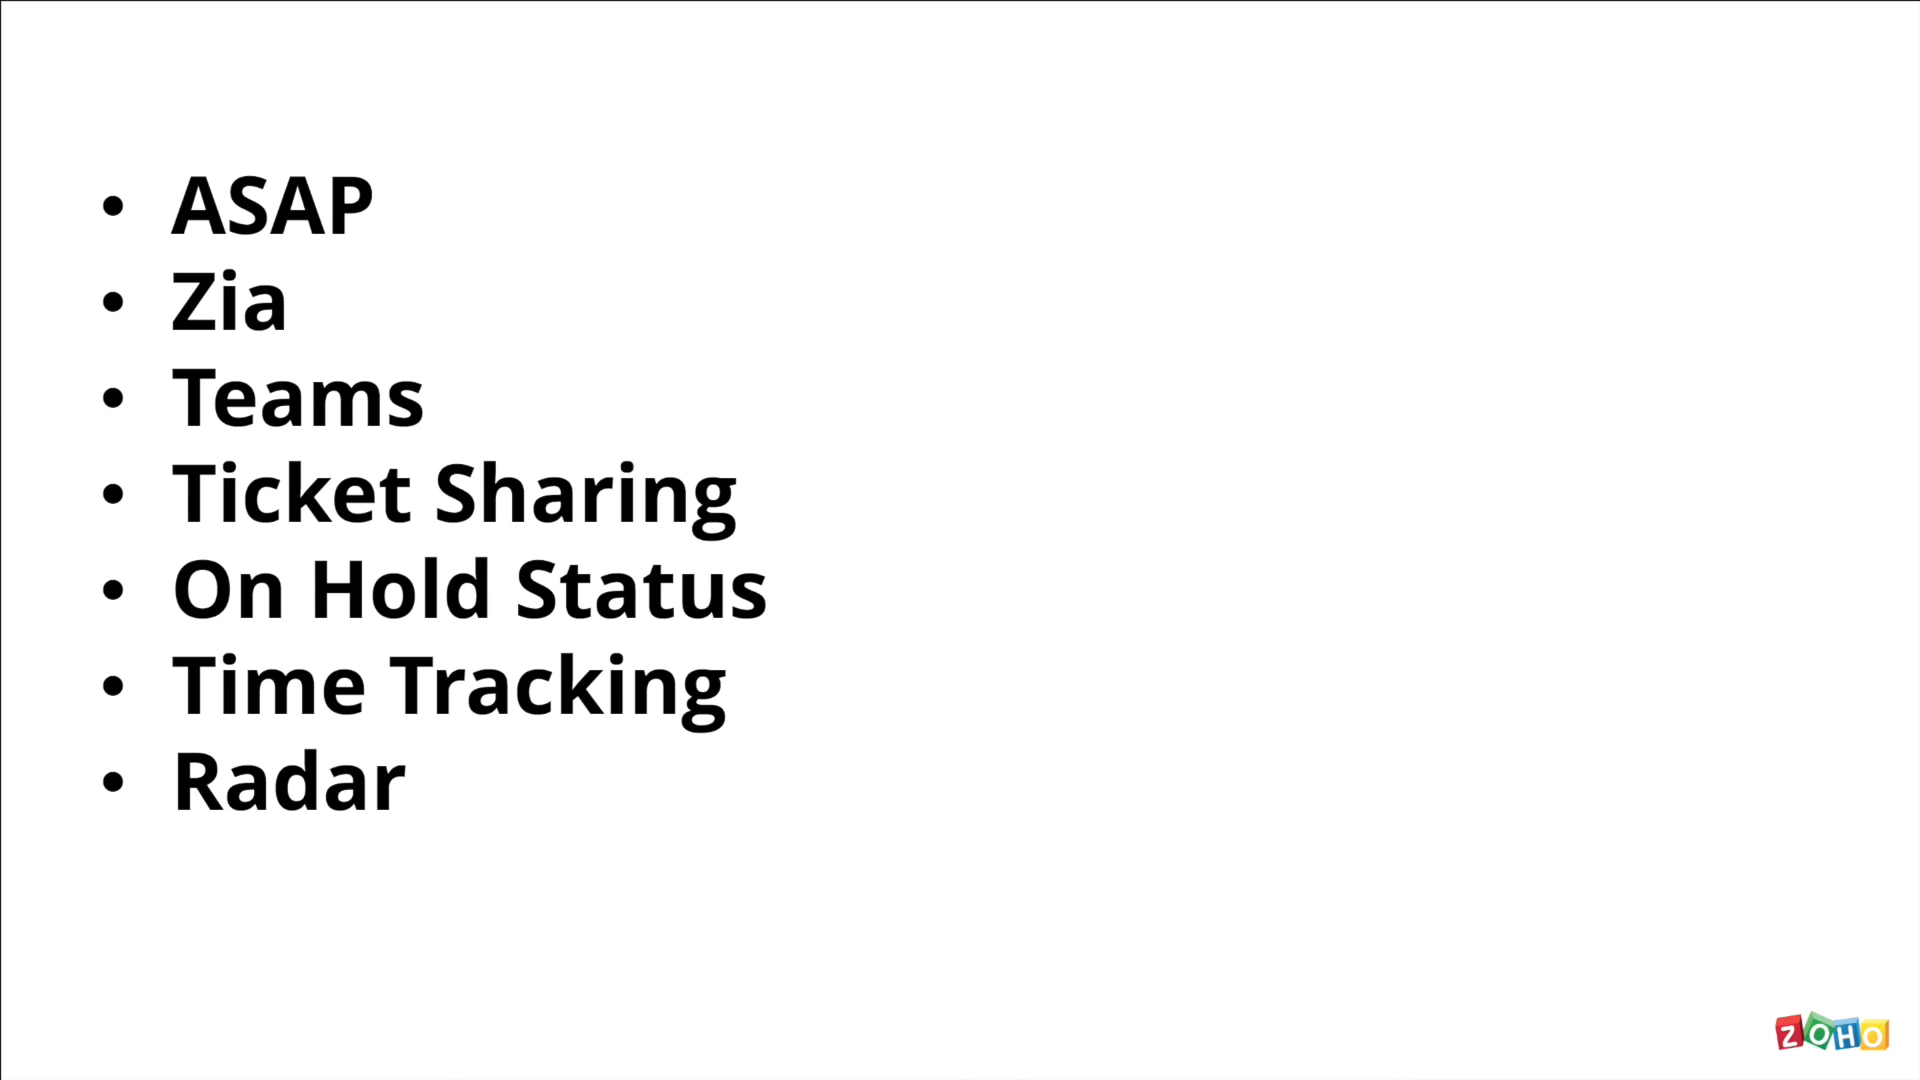 • ASAP
• Zia
• Teams
• Ticket Sharing
• On Hold Status
• Time Tracking
• Radar
ZOHO